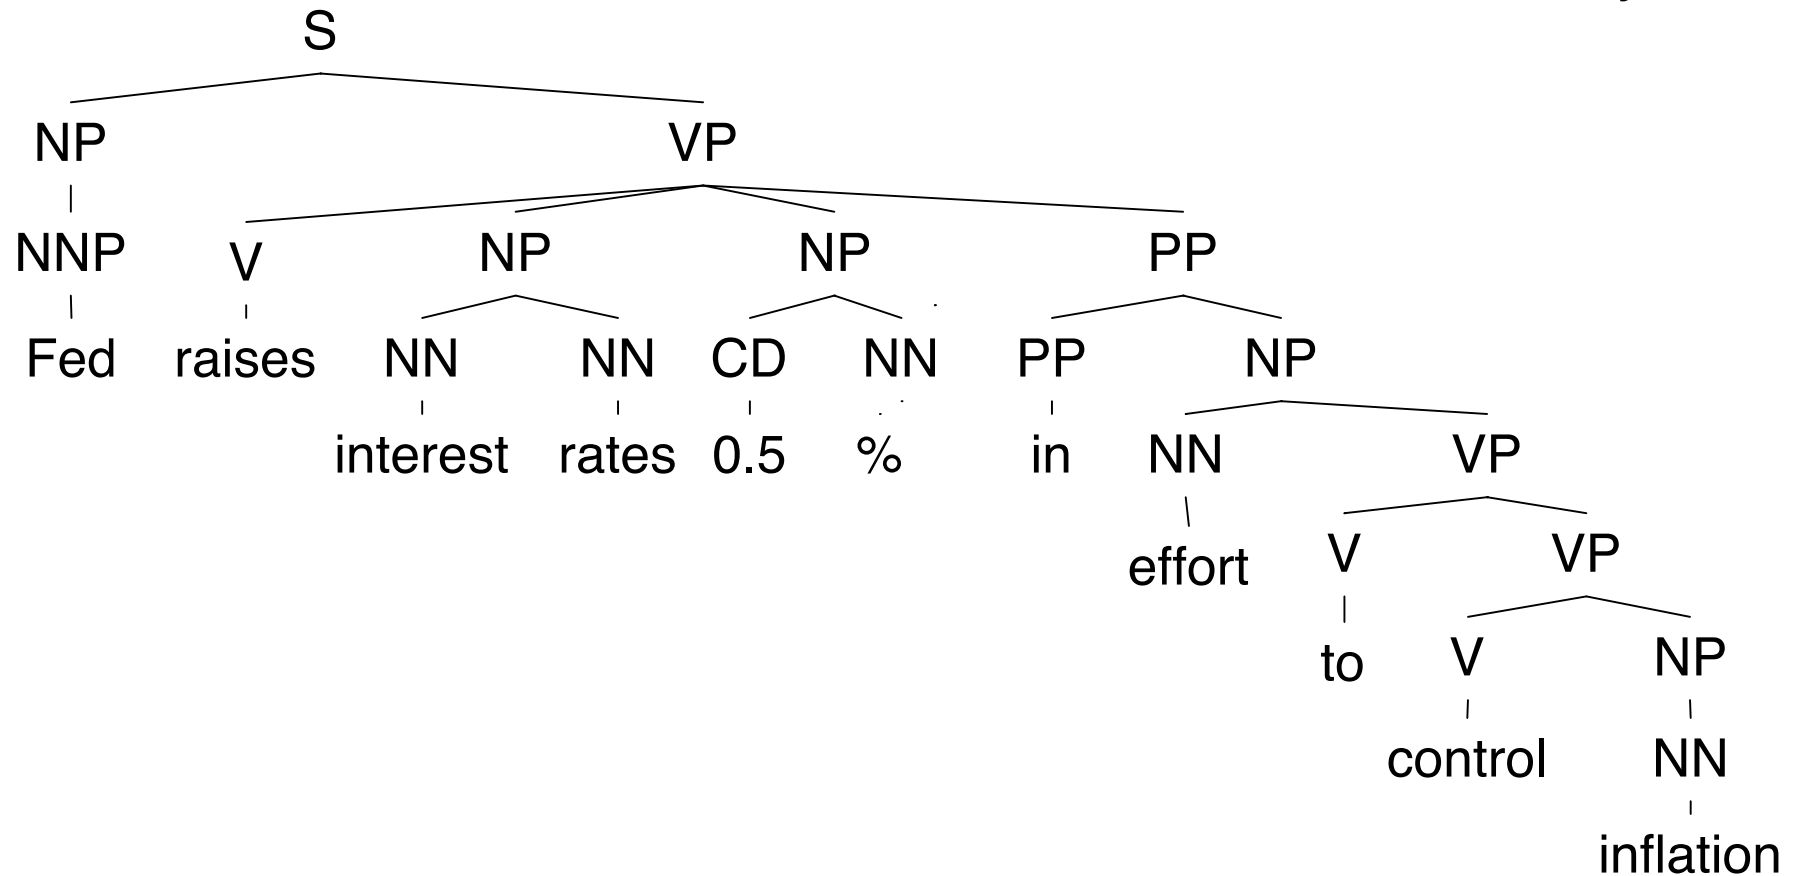 S
NP VP
NNP V NP NP PP
Fed raises NN NN CD NN PP NP
interest rates 0.5 % in NN VP
effort V VP
to V NP
control NN
inflation